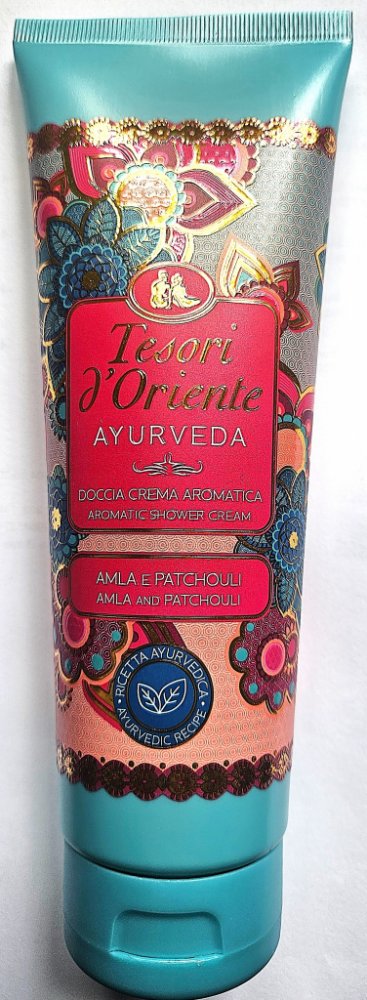 Tesori
d'Oriente
AYURVEDA
DOCCIA CREMA AROMATICA
AROMATIC SHOWER CREAM
AMLA E PATCHOULI
AMLA AND PATCHOULI
• RICETTA AYURVEDICA •
AYURVEDIC RECIPE